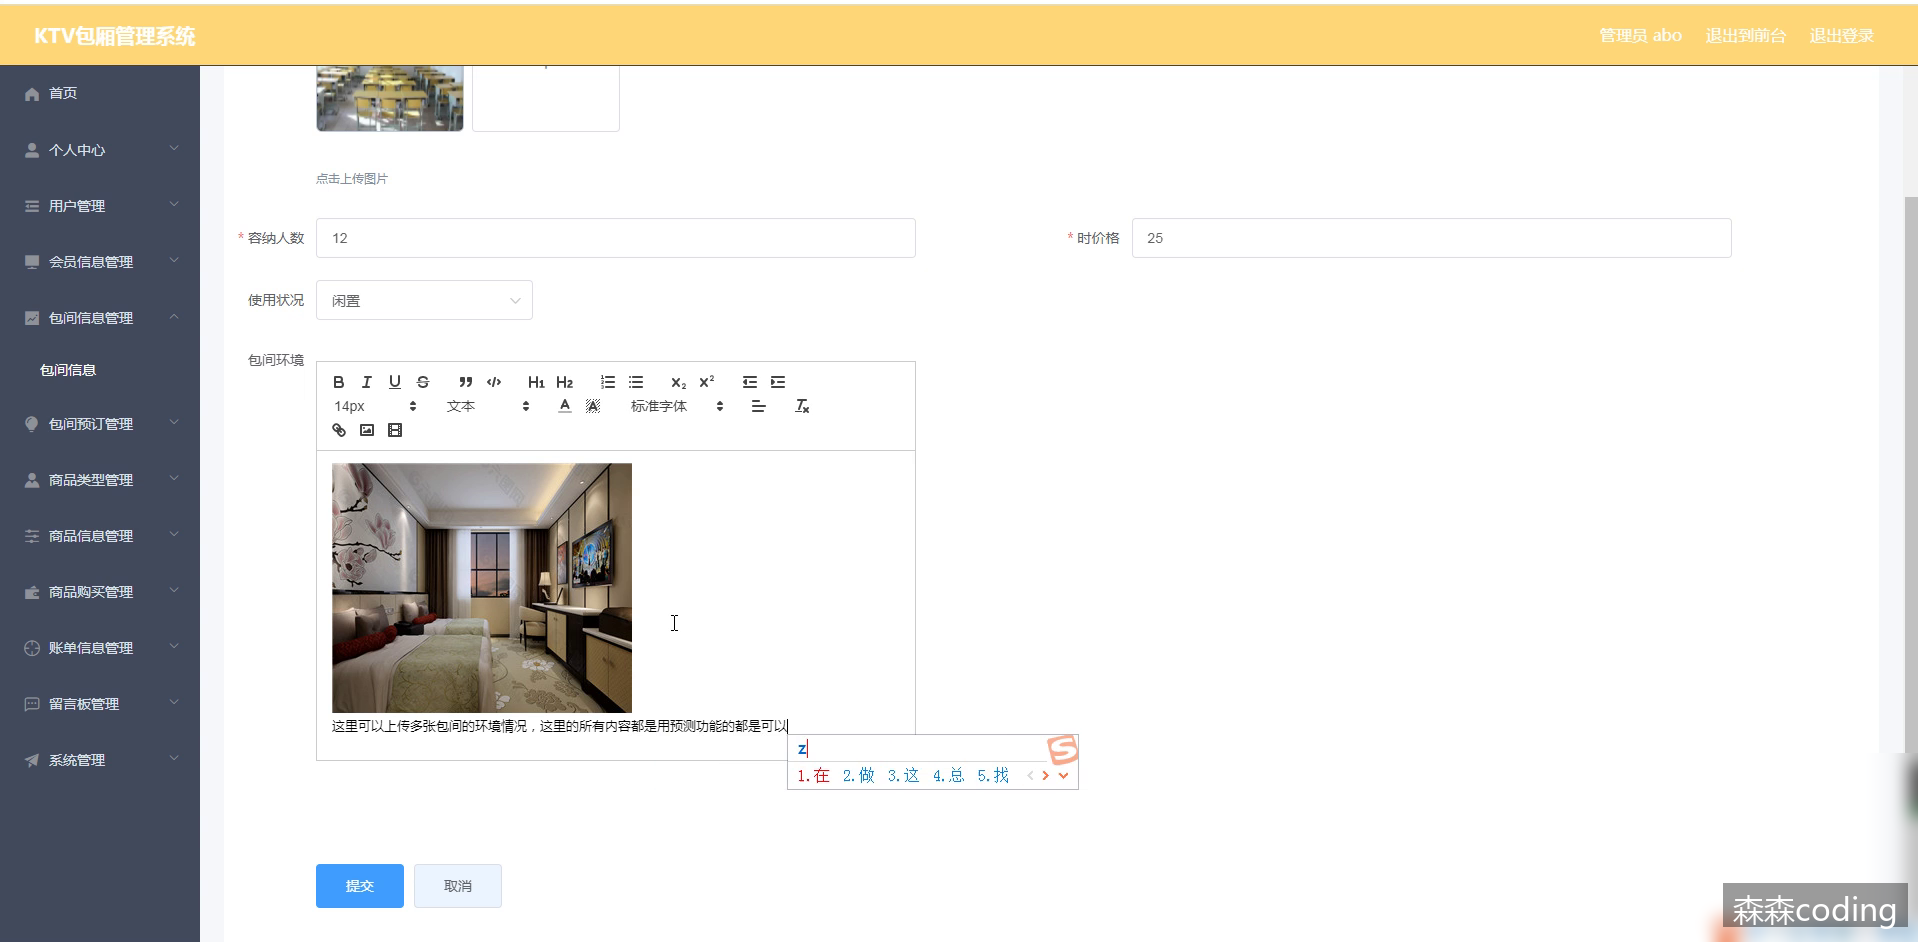 KTV包厢管理系统
管理员 abo 退出到前台 退出登录
首页
个人中心
用户管理
会员信息管理
包间信息管理
包间信息
包间预订管理
商品类型管理
商品信息管理
商品购买管理
账单信息管理
留言板管理
系统管理
点击上传图片
* 容纳人数 12
* 时价格 25
使用状况 闲置
包间环境
B I U S H1 H2 X2 X2
14px 文本 A A 标准字体 Tx
这里可以上传多张包间的环境情况，这里的所有内容都是用预测功能的都是可以
z
1.在 2.做 3.这 4.总 5.找
提交 取消
森森coding